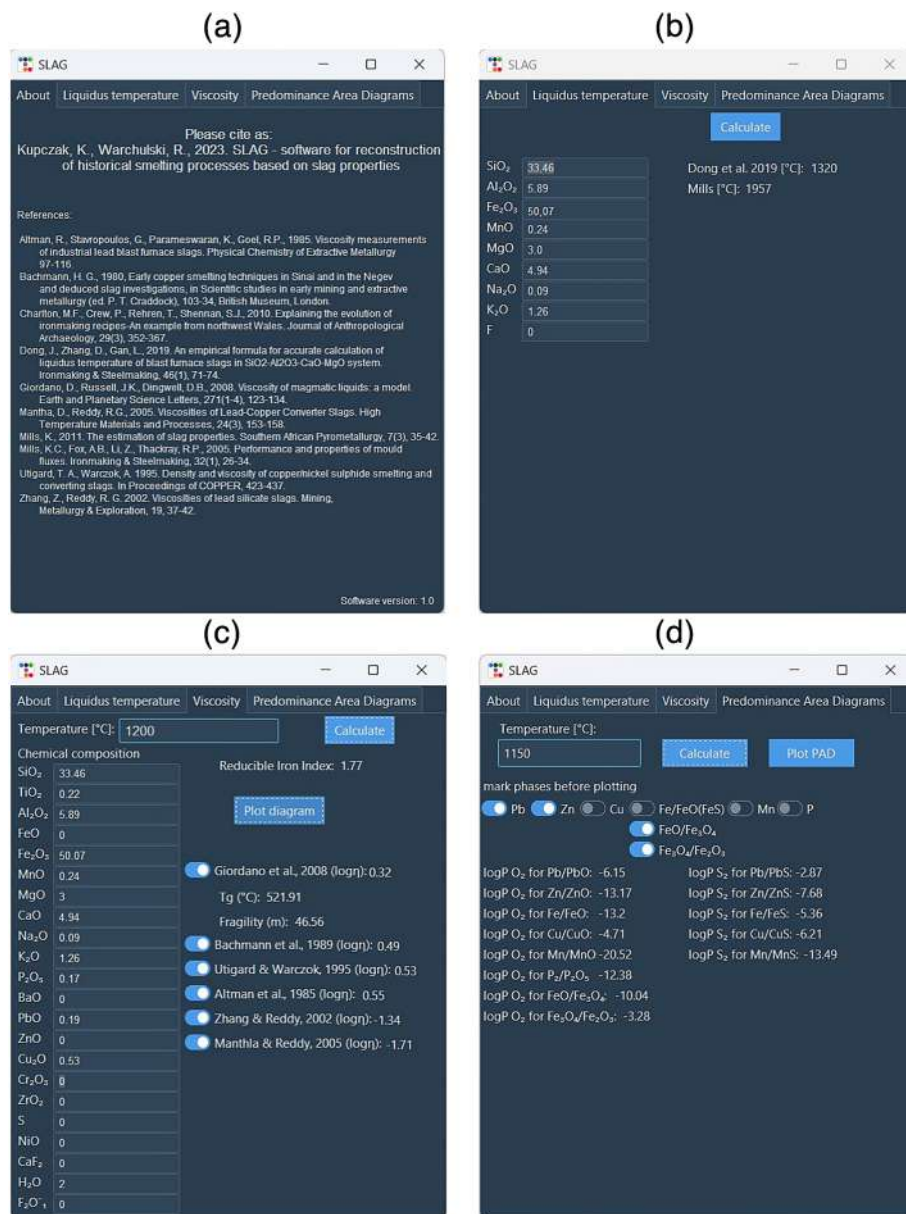 (a)
SLAG
About Liquidus temperature Viscosity Predominance Area Diagrams
Please cite as:
Kupczak, K., Warchulski, R., 2023. SLAG - software for reconstruction
of historical smelting processes based on slag properties
References:
Altman, R., Stavropoulos, G., Parameswaran, K., Goel, R.P., 1985. Viscosity measurements
of industrial lead blast furnace slags. Physical Chemistry of Extractive Metallurgy
97-116.
Bachmann, H. G., 1980, Early copper smelting techniques in Sinai and in the Negev
and deduced slag investigations, in Scientific studies in early mining and extractive
metallurgy (ed. P. T. Craddock), 103-34, British Museum, London.
Charlton, M.F., Crew, P., Rehren, T., Shennan, S.J., 2010. Explaining the evolution of
ironmaking recipes-An example from northwest Wales. Journal of Anthropological
Archaeology, 29(3), 352-367.
Dong, J., Zhang, D., Gan, L., 2019. An empirical formula for accurate calculation of
liquidus temperature of blast furnace slags in SiO2-Al2O3-CaO-MgO system.
Ironmaking & Steelmaking, 46(1), 71-74.
Giordano, D., Russell, J.K., Dingwell, D.B., 2008. Viscosity of magmatic liquids: a model.
Earth and Planetary Science Letters, 271(1-4), 123-134.
Mantha, D., Reddy, R.G., 2005. Viscosities of Lead-Copper Converter Slags. High
Temperature Materials and Processes, 24(3), 153-158.
Mills, K., 2011. The estimation of slag properties. Southern African Pyrometallurgy, 7(3), 35-42.
Mills, K.C., Fox, A.B., Li, Z., Thackray, R.P., 2005. Performance and properties of mould
fluxes. Ironmaking & Steelmaking, 32(1), 26-34.
Utigard, T. A., Warczok, A. 1995. Density and viscosity of copper/nickel sulphide smelting and
converting slags. In Proceedings of COPPER, 423-437.
Zhang, Z., Reddy, R. G. 2002. Viscosities of lead silicate slags. Mining,
Metallurgy & Exploration, 19, 37-42.
Software version: 1.0
(b)
SLAG
About Liquidus temperature Viscosity Predominance Area Diagrams
Calculate
SiO₂ 33.46 Dong et al. 2019 [°C]: 1320
Al₂O₂ 5.89 Mills [°C]: 1957
Fe₂O₃ 50,07
MnO 0.24
MgO 3.0
CaO 4.94
Na₂O 0.09
K₂O 1.26
F 0
(c)
SLAG
About Liquidus temperature Viscosity Predominance Area Diagrams
Temperature [°C]: 1200 Calculate
Chemical composition
SiO₂ 33.46 Reducible Iron Index: 1.77
TiO₂ 0.22
Al₂O₂ 5.89 Plot diagram
FeO 0
Fe₂O₃ 50.07
MnO 0.24 Giordano et al., 2008 (logη): 0.32
MgO 3 Tg (°C): 521.91
CaO 4.94 Fragility (m): 46.56
Na₂O 0.09 Bachmann et al., 1989 (logη): 0.49
K₂O 1.26 Utigard & Warczok, 1995 (logη): 0.53
P₂O₅ 0.17 Altman et al., 1985 (logη): 0.55
BaO 0
PbO 0.19 Zhang & Reddy, 2002 (logη): -1.34
ZnO 0 Manthla & Reddy, 2005 (logη): -1.71
Cu₂O 0.53
Cr₂O₃ 0
ZrO₂ 0
S 0
NiO 0
CaF₂ 0
H₂O 2
F₂O⁻₁ 0
(d)
SLAG
About Liquidus temperature Viscosity Predominance Area Diagrams
Temperature [°C]:
1150 Calculate Plot PAD
mark phases before plotting
Pb Zn Cu Fe/FeO(FeS) Mn P
FeO/Fe₃O₄
Fe₃O₄/Fe₂O₃
logP O₂ for Pb/PbO: -6.15 logP S₂ for Pb/PbS: -2.87
logP O₂ for Zn/ZnO: -13.17 logP S₂ for Zn/ZnS: -7.68
logP O₂ for Fe/FeO: -13.2 logP S₂ for Fe/FeS: -5.36
logP O₂ for Cu/CuO: -4.71 logP S₂ for Cu/CuS: -6.21
logP O₂ for Mn/MnO -20.52 logP S₂ for Mn/MnS: -13.49
logP O₂ for P₂/P₂O₅ -12.38
logP O₂ for FeO/Fe₃O₄: -10.04
logP O₂ for Fe₃O₄/Fe₂O₃: -3.28